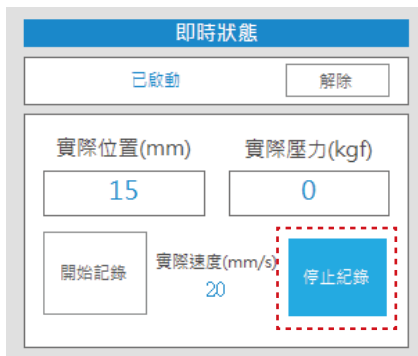 即時狀態
已啟動 解除
實際位置(mm) 實際壓力(kgf)
15 0
開始記錄 實際速度(mm/s) 停止紀錄
20